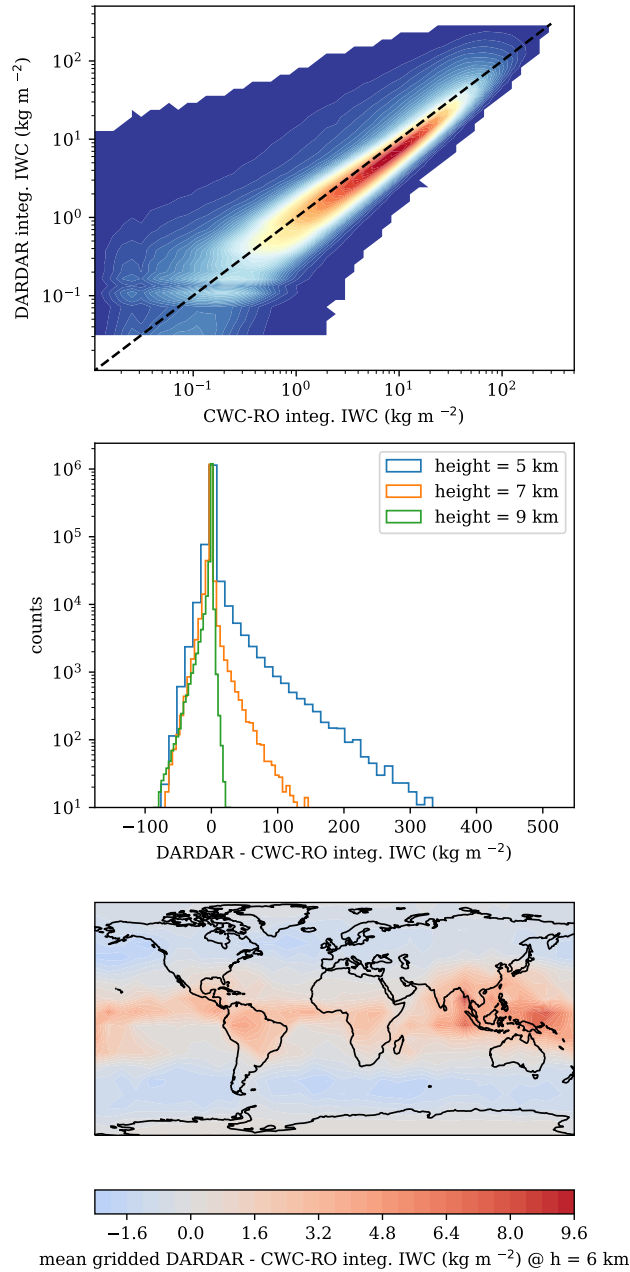 10²
10¹
10⁰
10⁻¹
DARDAR integ. IWC (kg m ⁻²)
10⁻¹ 10⁰ 10¹ 10²
CWC-RO integ. IWC (kg m ⁻²)
10⁶
10⁵
10⁴
10³
10²
10¹
counts
height = 5 km
height = 7 km
height = 9 km
−100 0 100 200 300 400 500
DARDAR - CWC-RO integ. IWC (kg m ⁻²)
−1.6 0.0 1.6 3.2 4.8 6.4 8.0 9.6
mean gridded DARDAR - CWC-RO integ. IWC (kg m ⁻²) @ h = 6 km